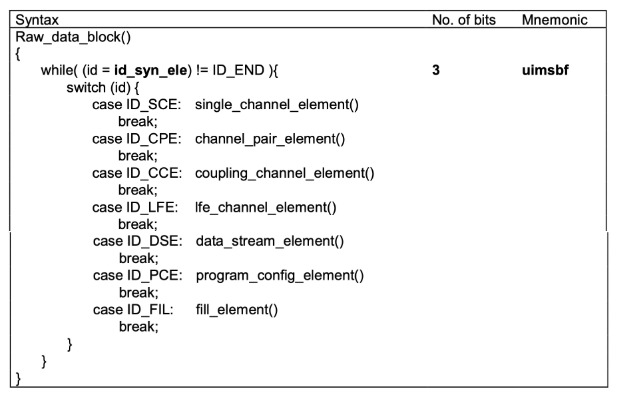 Syntax No. of bits Mnemonic
Raw_data_block()
{
while( (id = id_syn_ele) != ID_END ){ 3 uimsbf
switch (id) {
case ID_SCE: single_channel_element()
break;
case ID_CPE: channel_pair_element()
break;
case ID_CCE: coupling_channel_element()
break;
case ID_LFE: lfe_channel_element()
break;
case ID_DSE: data_stream_element()
break;
case ID_PCE: program_config_element()
break;
case ID_FIL: fill_element()
break;
}
}
}